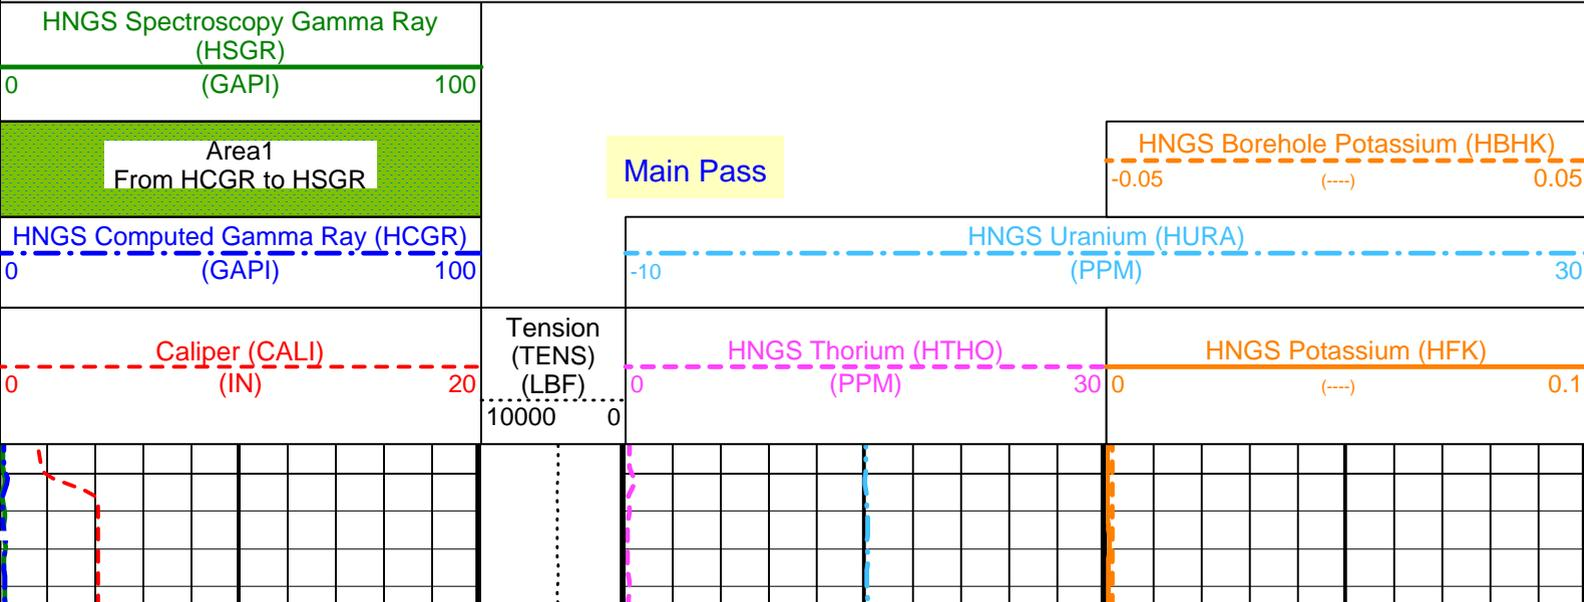 HNGS Spectroscopy Gamma Ray
(HSGR)
0 (GAPI) 100
Area1
From HCGR to HSGR
Main Pass
HNGS Borehole Potassium (HBHK)
-0.05 (----) 0.05
HNGS Computed Gamma Ray (HCGR)
0 (GAPI) 100
HNGS Uranium (HURA)
-10 (PPM) 30
Caliper (CALI)
0 (IN) 20
Tension
(TENS)
(LBF)
10000 0
HNGS Thorium (HTHO)
0 (PPM) 30
HNGS Potassium (HFK)
0 (----) 0.1